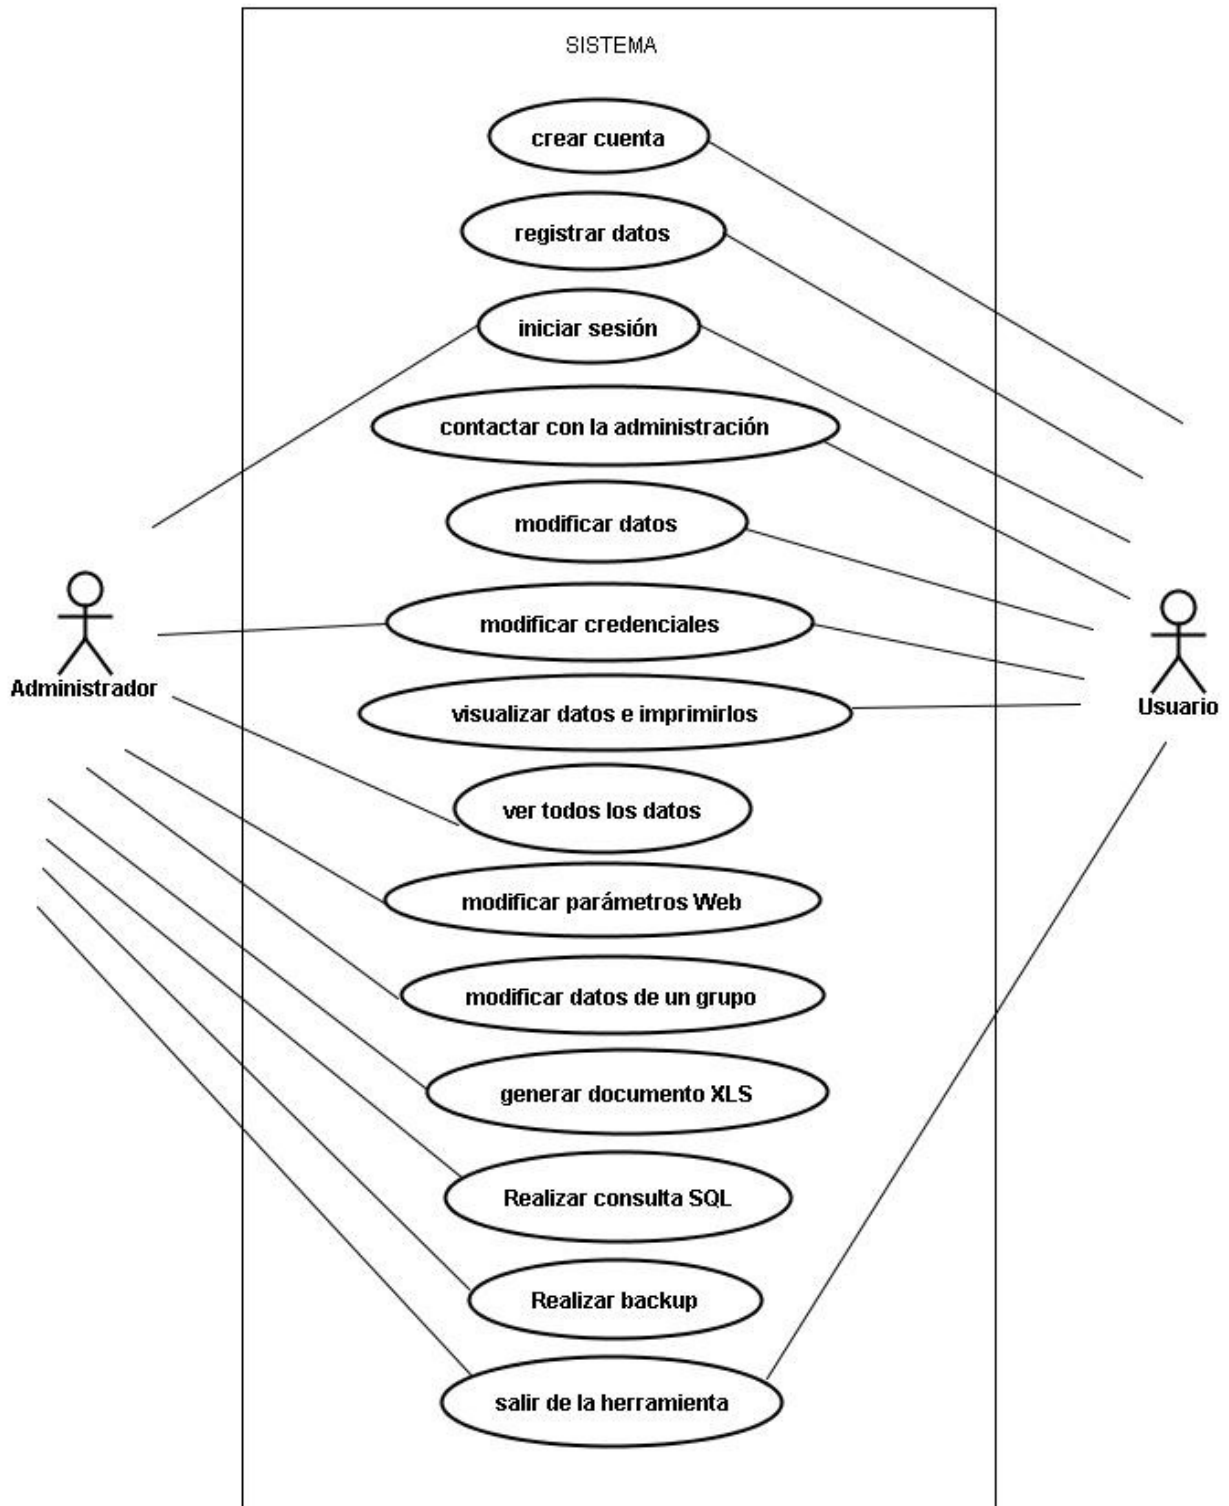 SISTEMA
crear cuenta
registrar datos
iniciar sesión
contactar con la administración
modificar datos
modificar credenciales
Administrador
visualizar datos e imprimirlos
Usuario
ver todos los datos
modificar parámetros Web
modificar datos de un grupo
generar documento XLS
Realizar consulta SQL
Realizar backup
salir de la herramienta